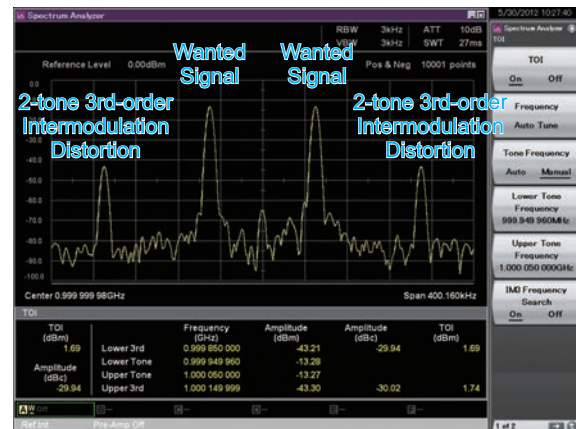 Spectrum Analyzer
5/30/2012 10:27:40
RBW 3kHz ATT 10dB
VBW 3kHz SWT 27ms
Reference Level 0.00dBm
Pos & Neg 10001 points
Wanted
Signal
Wanted
Signal
2-tone 3rd-order
Intermodulation
Distortion
2-tone 3rd-order
Intermodulation
Distortion
0.0
-40.0
-60.0
-70.0
-80.0
-90.0
-100.0
Center 0.999 999 98GHz
Span 400.160kHz
TOI
TOI
(dBm)
Frequency
(GHz)
Amplitude
(dBm)
Amplitude
(dBc)
TOI
(dBm)
1.69
Lower 3rd 0.999 850 000 -43.21 -29.94 1.69
Lower Tone 0.999 949 960 -13.28
Amplitude
(dBc)
Upper Tone 1.000 050 000 -13.27
-29.94
Upper 3rd 1.000 149 999 -43.30 -30.02 1.74
Off
Ref.Int Pre-Amp Off
Spectrum Analyzer
TOI
TOI
On Off
Frequency
Auto Tune
Tone Frequency
Auto Manual
Lower Tone
Frequency
999.949 960MHz
Upper Tone
Frequency
1.000 050 000GHz
IM3 Frequency
Search
On Off
1 of 2